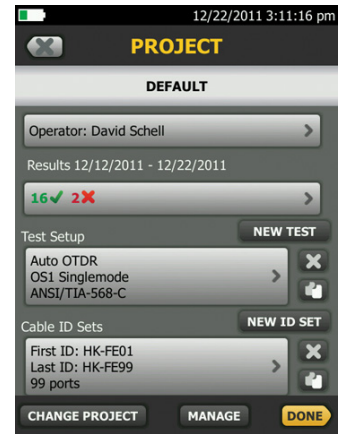 12/22/2011 3:11:16 pm
PROJECT
DEFAULT
Operator: David Schell
Results 12/12/2011 - 12/22/2011
16 2
Test Setup
NEW TEST
Auto OTDR
OS1 Singlemode
ANSI/TIA-568-C
Cable ID Sets
NEW ID SET
First ID: HK-FE01
Last ID: HK-FE99
99 ports
CHANGE PROJECT MANAGE DONE